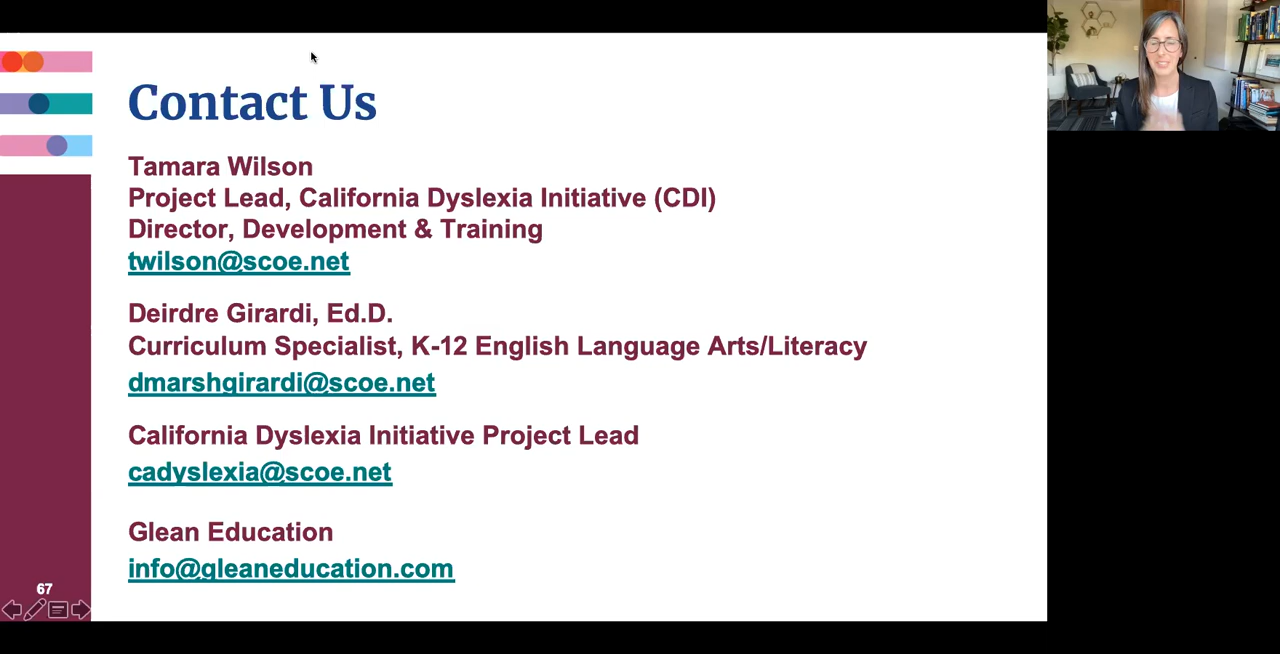 Contact Us
Tamara Wilson
Project Lead, California Dyslexia Initiative (CDI)
Director, Development & Training
twilson@scoe.net
Deirdre Girardi, Ed.D.
Curriculum Specialist, K-12 English Language Arts/Literacy
dmarshgirardi@scoe.net
California Dyslexia Initiative Project Lead
cadyslexia@scoe.net
Glean Education
info@gleaneducation.com
67